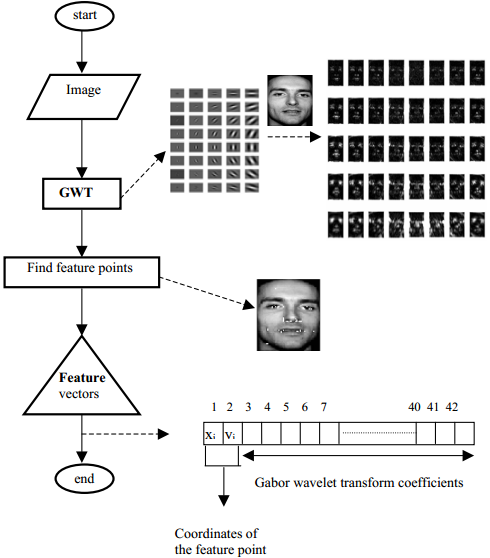 start
Image
GWT
Find feature points
Feature
vectors
1 2 3 4 5 6 7 40 41 42
Xi Vi
end
Gabor wavelet transform coefficients
Coordinates of
the feature point